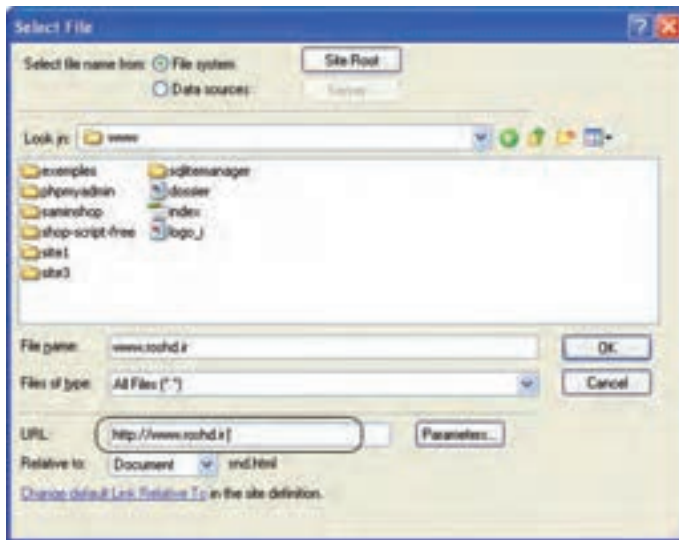 Select File
Select file name from: File system Site Root
Data sources Server
Look in: www
exemples
phpmyadmin
saminshop
shop-script-free
site1
site3
sqlitemanager
dossier
index
logo_i
File name: www.roshd.ir OK
Files of type: All Files (*.*) Cancel
URL: http://www.roshd.ir Parameters...
Relative to: Document snd.html
Change default Link Relative To in the site definition.